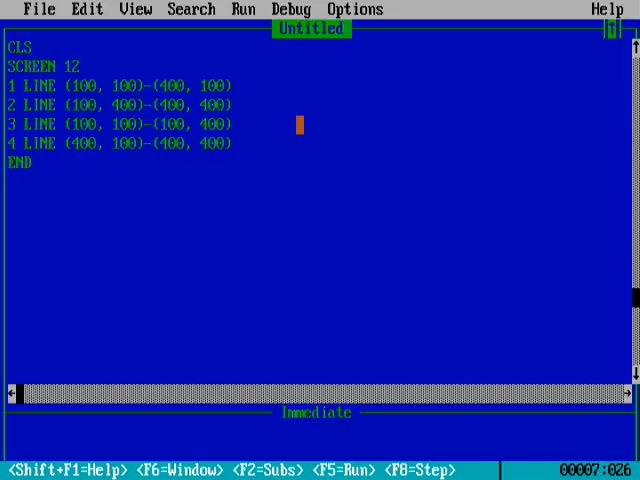 File Edit View Search Run Debug Options Help
Untitled
CLS
SCREEN 12
1 LINE (100, 100)-(400, 100)
2 LINE (100, 400)-(400, 400)
3 LINE (100, 100)-(100, 400)
4 LINE (400, 100)-(400, 400)
END
Immediate
<Shift+F1=Help> <F6=Window> <F2=Subs> <F5=Run> <F8=Step> 00007:026